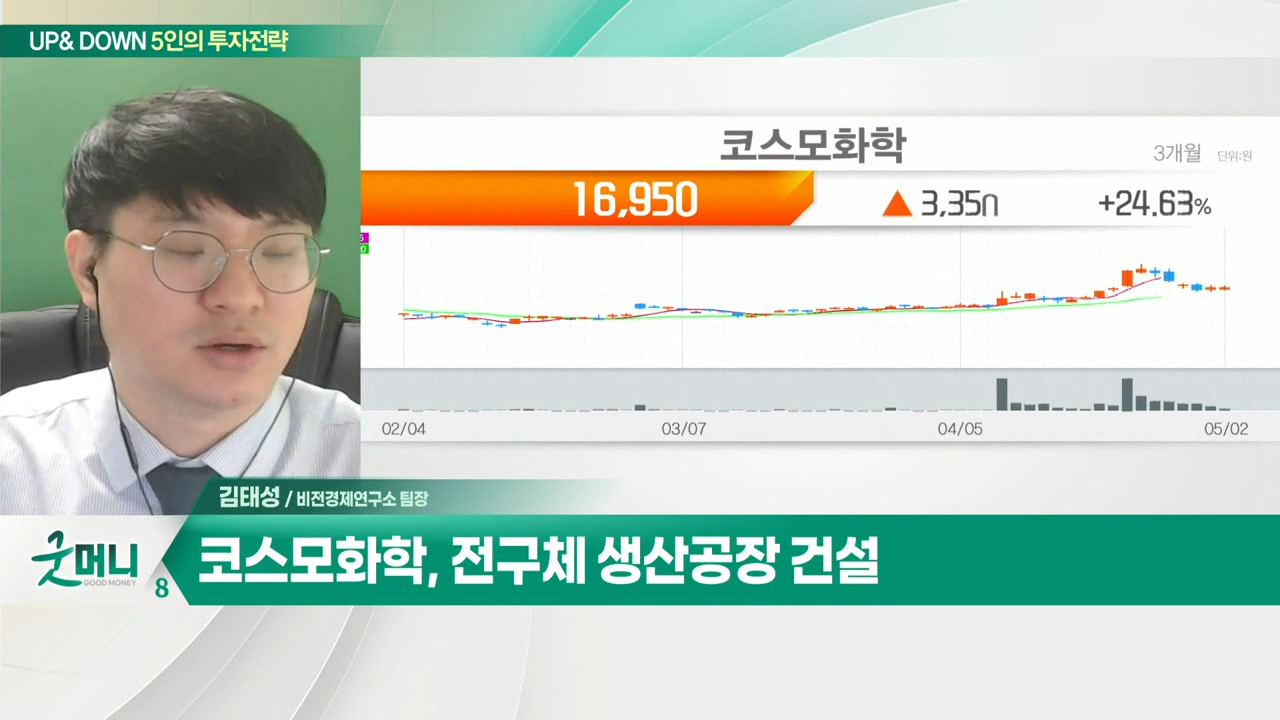 UP& DOWN 5인의 투자전략
코스모화학
3개월 단위:원
16,950 ▲ 3,350 +24.63%
02/04 03/07 04/05 05/02
김태성 / 비전경제연구소 팀장
굿머니
GOOD MONEY
8
코스모화학, 전구체 생산공장 건설